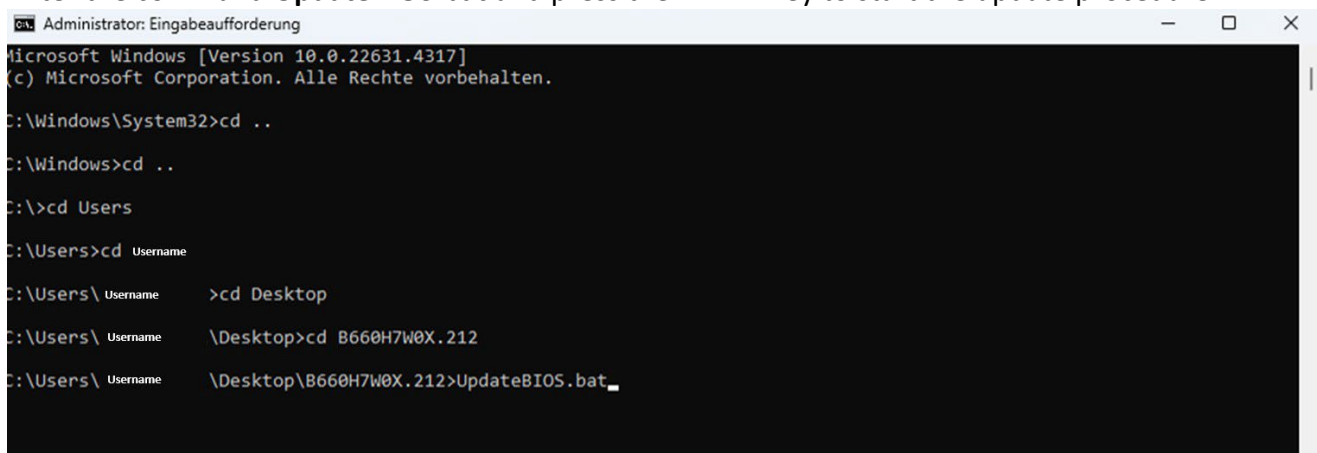 Administrator: Eingabeaufforderung
Microsoft Windows [Version 10.0.22631.4317]
(c) Microsoft Corporation. Alle Rechte vorbehalten.
C:\Windows\System32>cd ..
C:\Windows>cd ..
C:\>cd Users
C:\Users>cd Username
C:\Users\ Username >cd Desktop
C:\Users\ Username \Desktop>cd B660H7W0X.212
C:\Users\ Username \Desktop\B660H7W0X.212>UpdateBIOS.bat